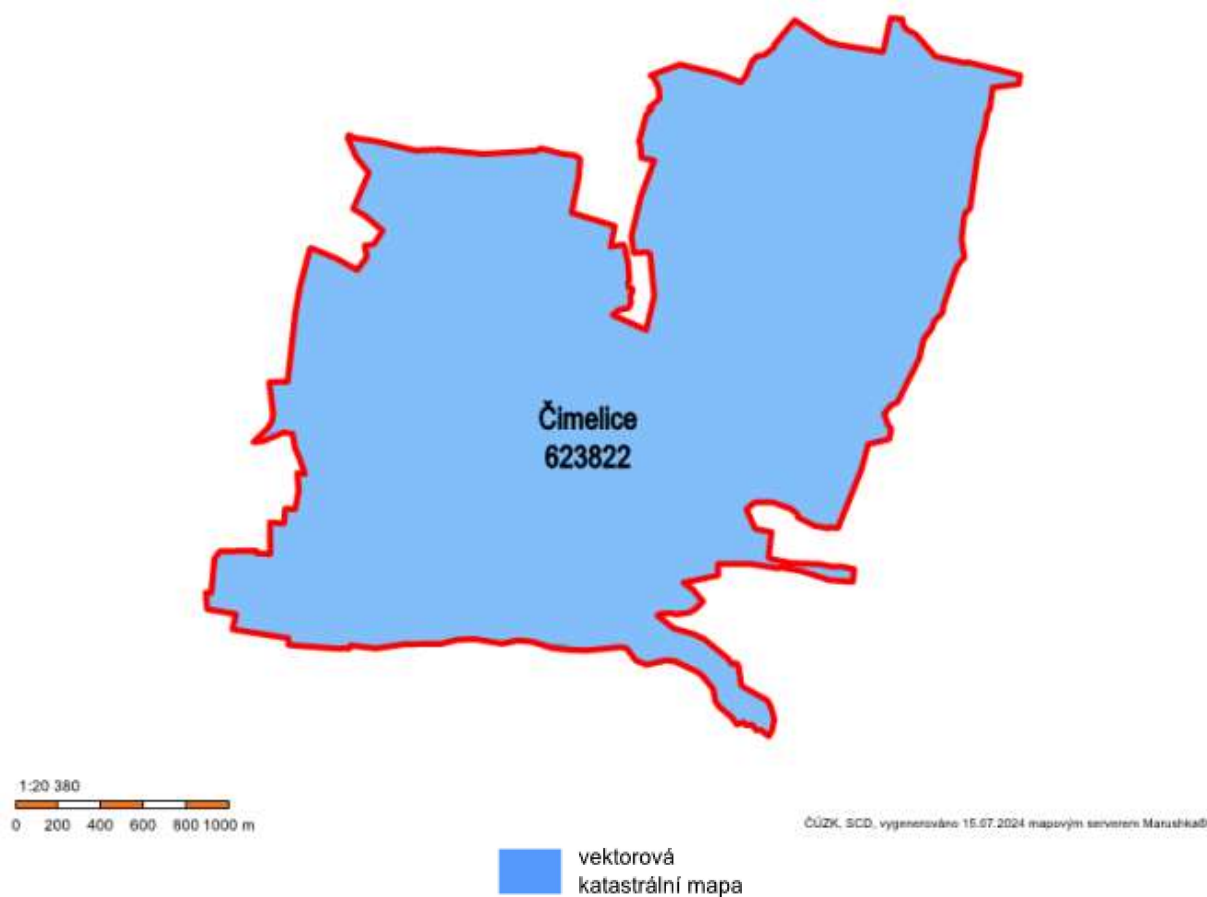 Čimelice
623822
1:20 380
0 200 400 600 800 1000 m
ČÚZK, SCD, vygenerováno 15.07.2024 mapovým serverem Marushka®
vektorová
katastrální mapa